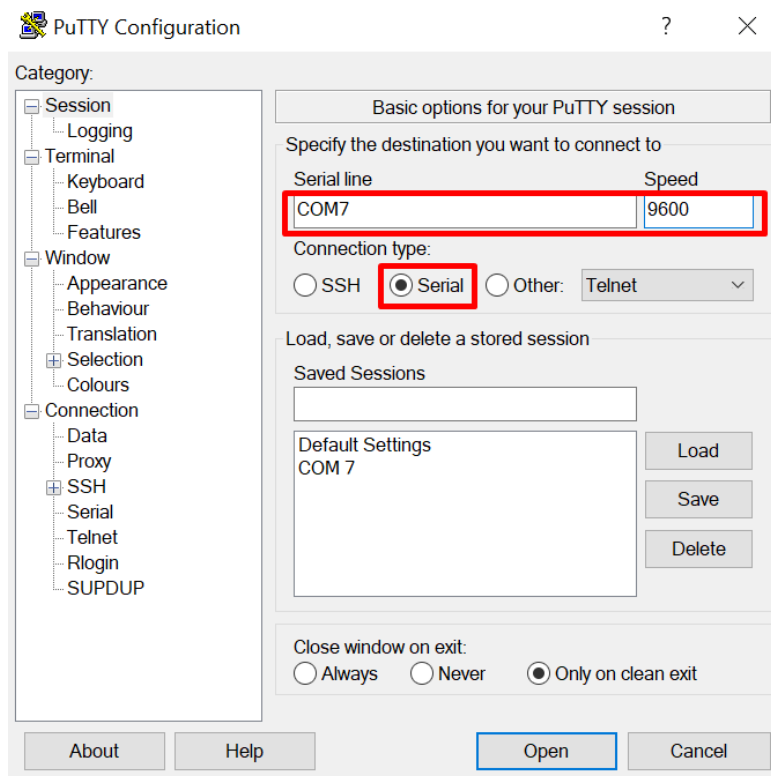 PuTTY Configuration
?
Category:
Session
Logging
Terminal
Keyboard
Bell
Features
Window
Appearance
Behaviour
Translation
Selection
Colours
Connection
Data
Proxy
SSH
Serial
Telnet
Rlogin
SUPDUP
Basic options for your PuTTY session
Specify the destination you want to connect to
Serial line Speed
COM7 9600
Connection type:
SSH Serial Other: Telnet
Load, save or delete a stored session
Saved Sessions
Default Settings
COM 7
Load
Save
Delete
Close window on exit:
Always Never Only on clean exit
About Help Open Cancel